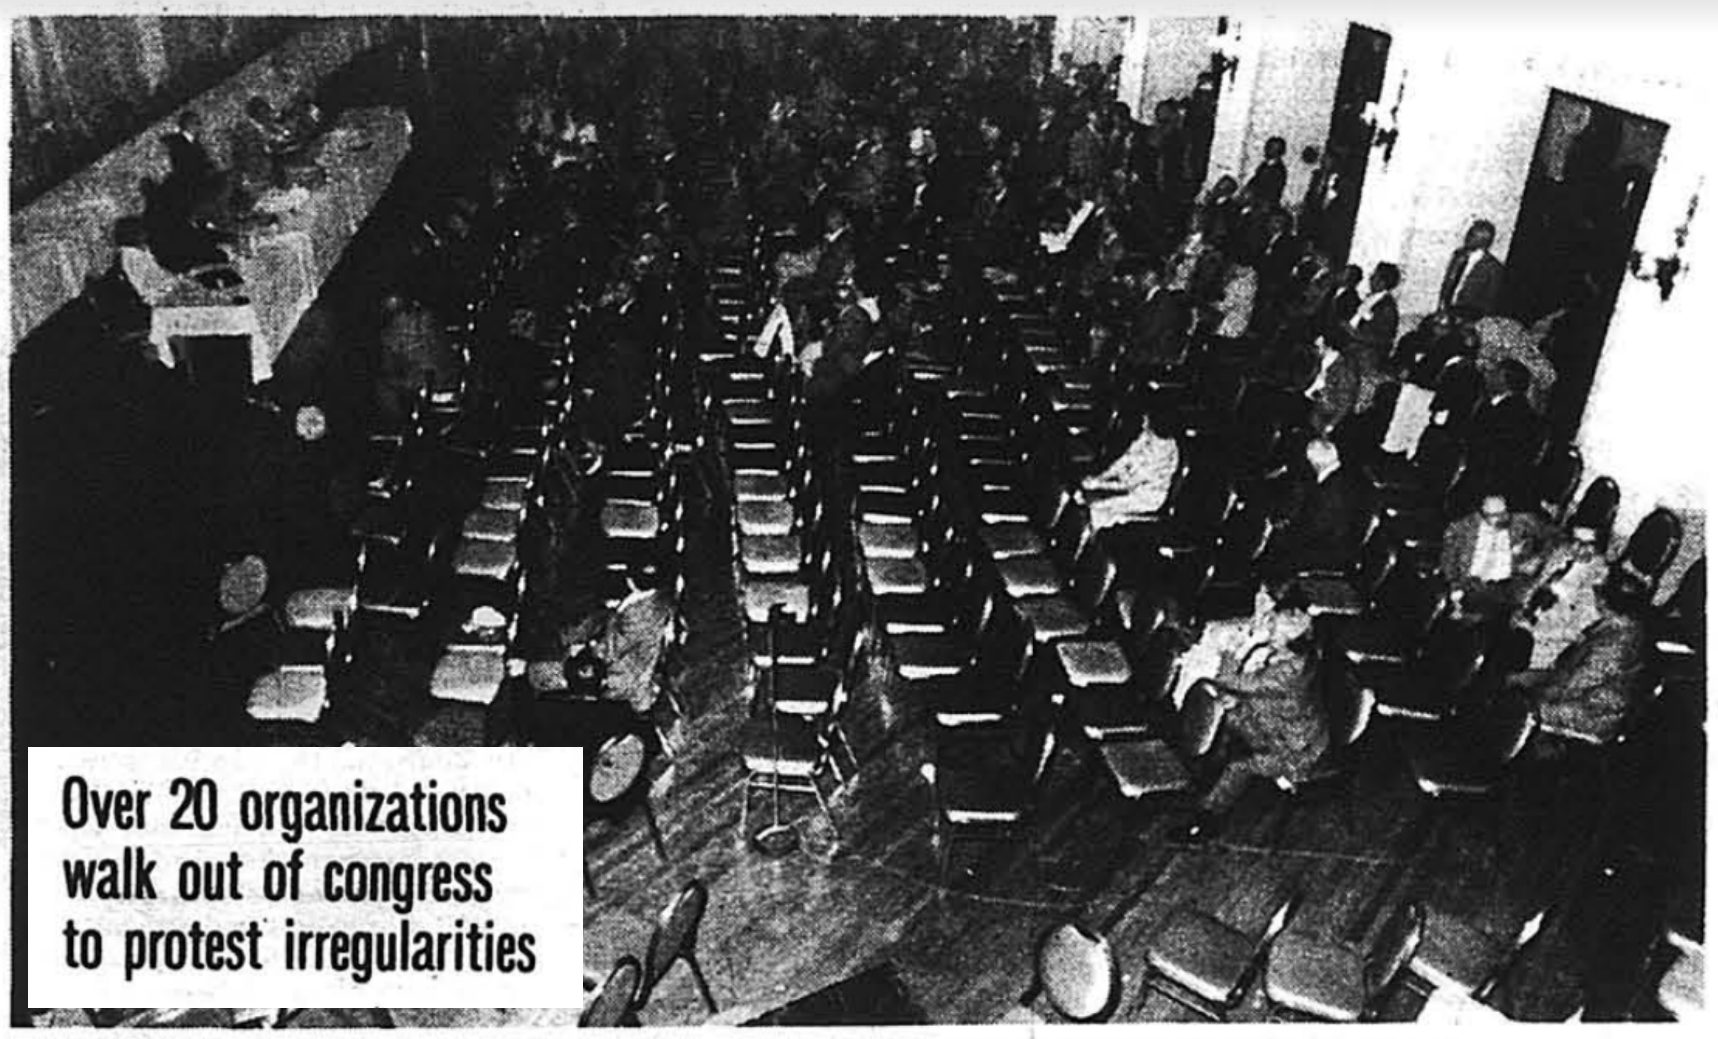 Over 20 organizations
walk out of congress
to protest irregularities